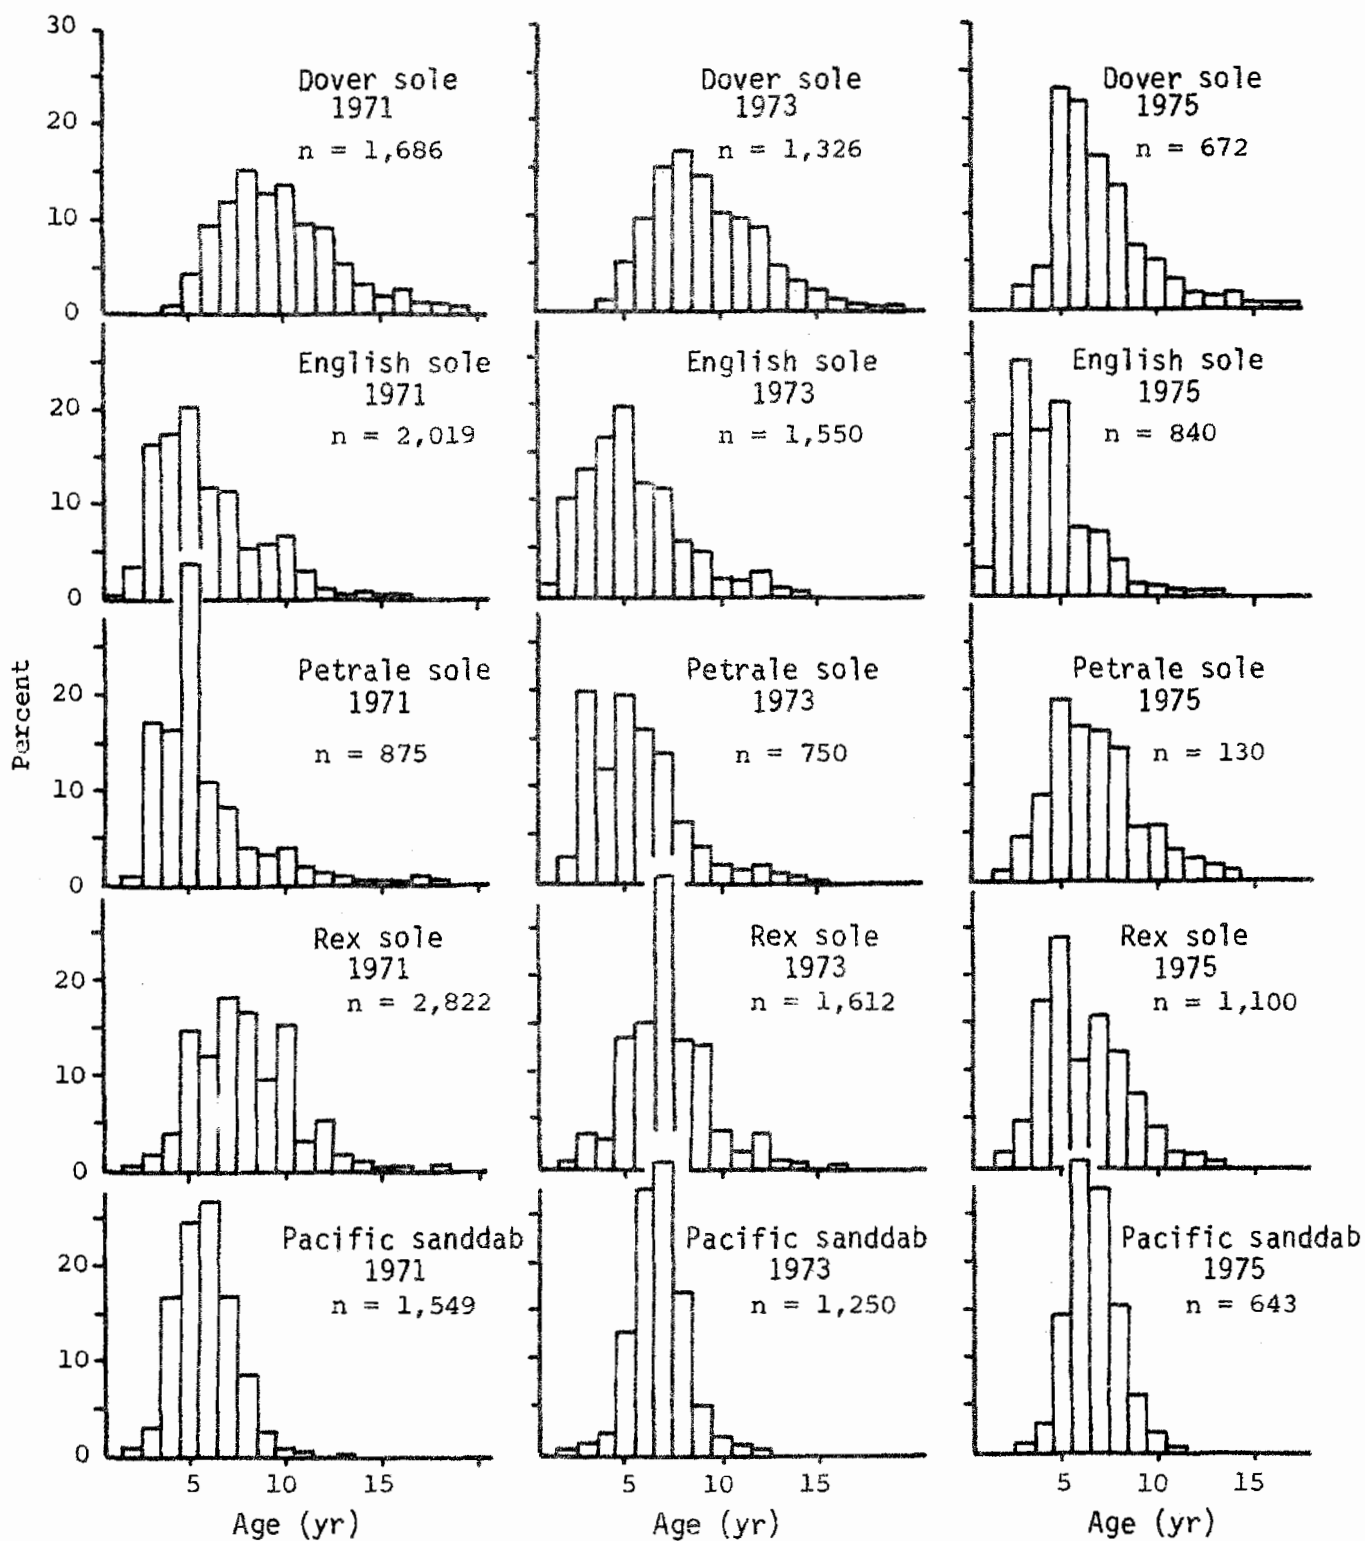 30
20
10
0
Dover sole
1971
n = 1,686
Dover sole
1973
n = 1,326
Dover sole
1975
n = 672
20
10
0
English sole
1971
n = 2,019
English sole
1973
n = 1,550
English sole
1975
n = 840
Percent
20
10
0
Petrale sole
1971
n = 875
Petrale sole
1973
n = 750
Petrale sole
1975
n = 130
20
10
0
Rex sole
1971
n = 2,822
Rex sole
1973
n = 1,612
Rex sole
1975
n = 1,100
20
10
0
Pacific sanddab
1971
n = 1,549
Pacific sanddab
1973
n = 1,250
Pacific sanddab
1975
n = 643
5 10 15
5 10 15
5 10 15
Age (yr)
Age (yr)
Age (yr)